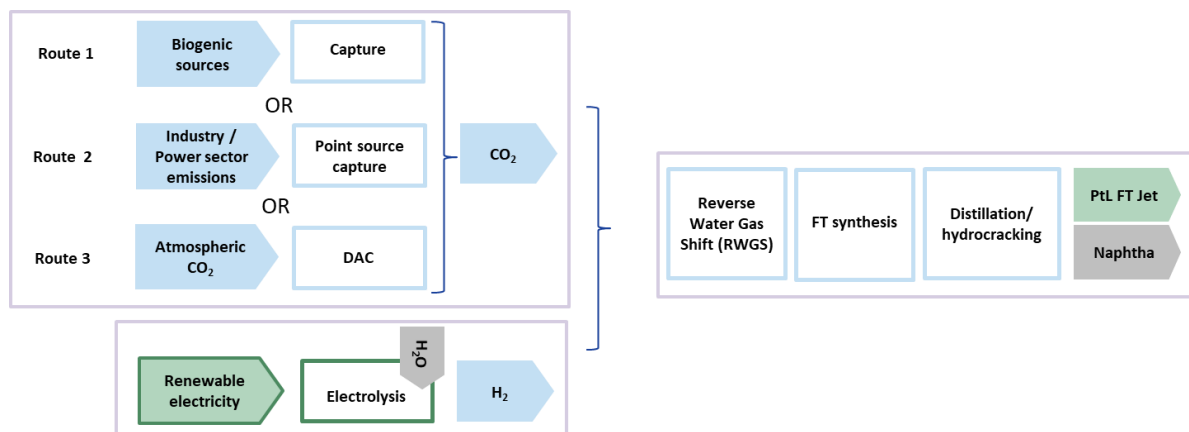 Route 1
Biogenic
sources
Capture
OR
Route 2
Industry /
Power sector
emissions
Point source
capture
CO₂
OR
Route 3
Atmospheric
CO₂
DAC
Renewable
electricity
Electrolysis
H₂O
H₂
Reverse
Water Gas
Shift (RWGS)
FT synthesis
Distillation/
hydrocracking
PtL FT Jet
Naphtha